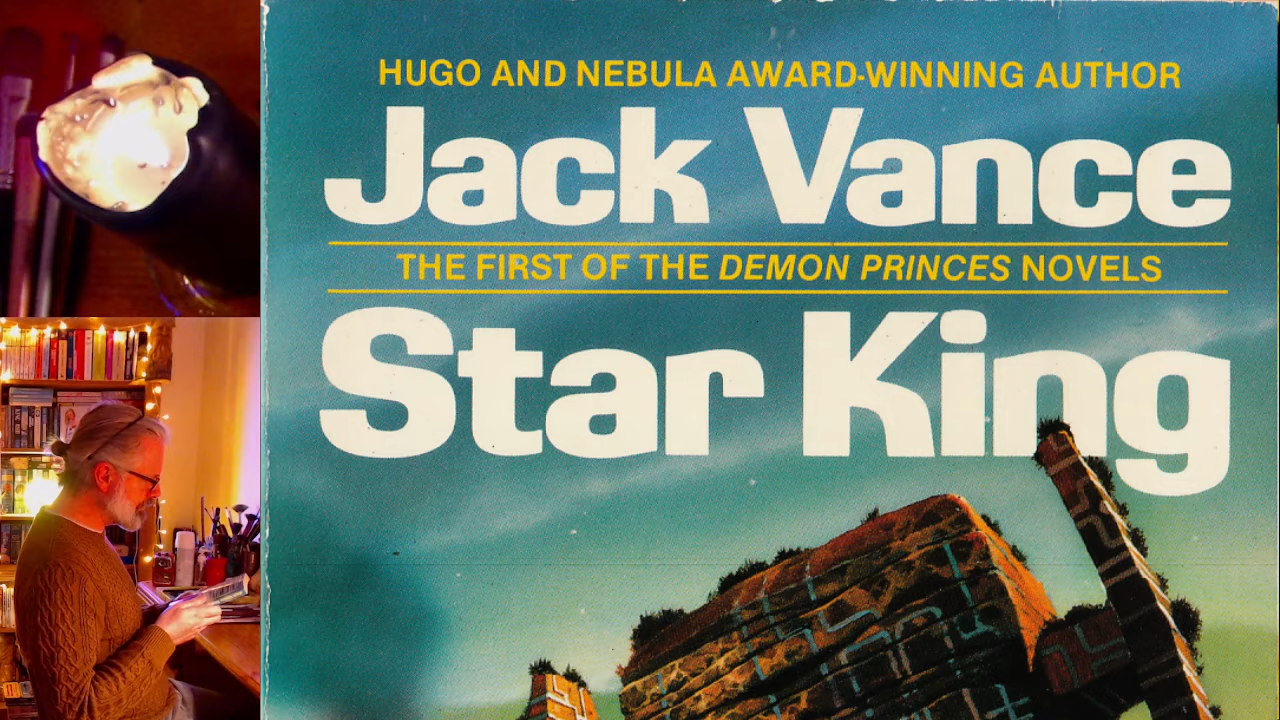 HUGO AND NEBULA AWARD-WINNING AUTHOR
Jack Vance
THE FIRST OF THE DEMON PRINCES NOVELS
Star King